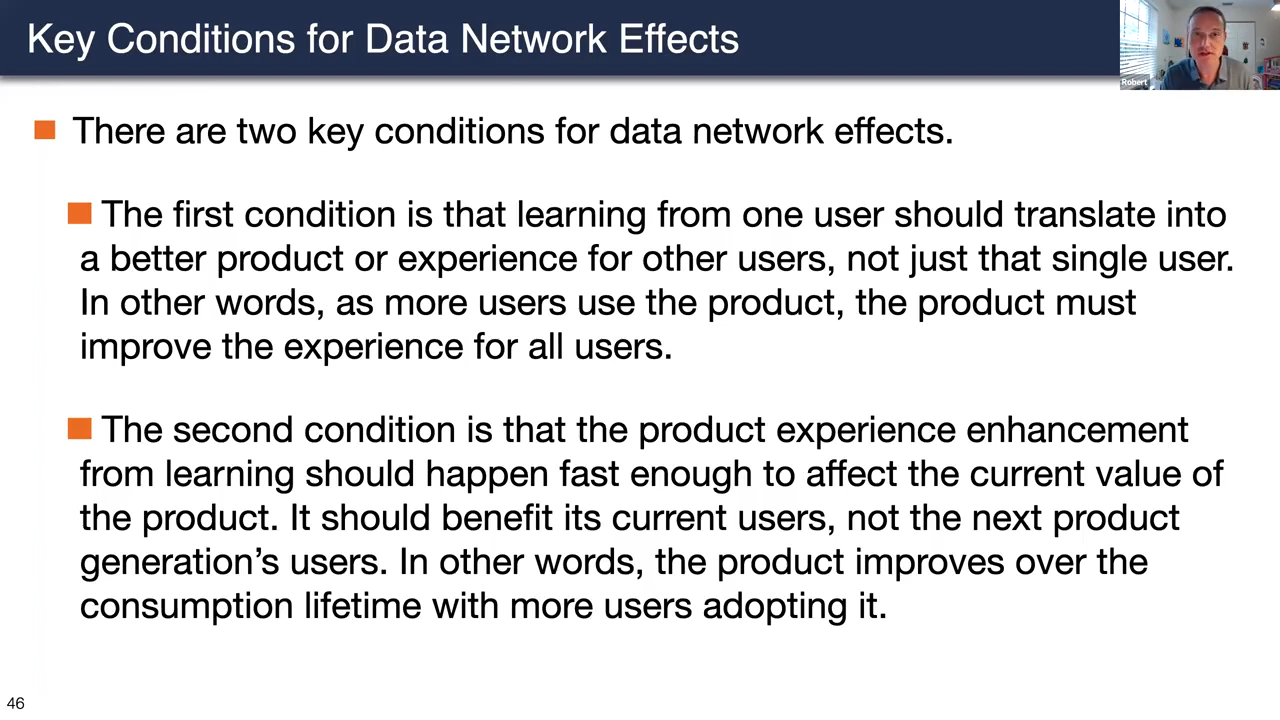 Key Conditions for Data Network Effects
Robert
There are two key conditions for data network effects.
The first condition is that learning from one user should translate into
a better product or experience for other users, not just that single user.
In other words, as more users use the product, the product must
improve the experience for all users.
The second condition is that the product experience enhancement
from learning should happen fast enough to affect the current value of
the product. It should benefit its current users, not the next product
generation’s users. In other words, the product improves over the
consumption lifetime with more users adopting it.
46